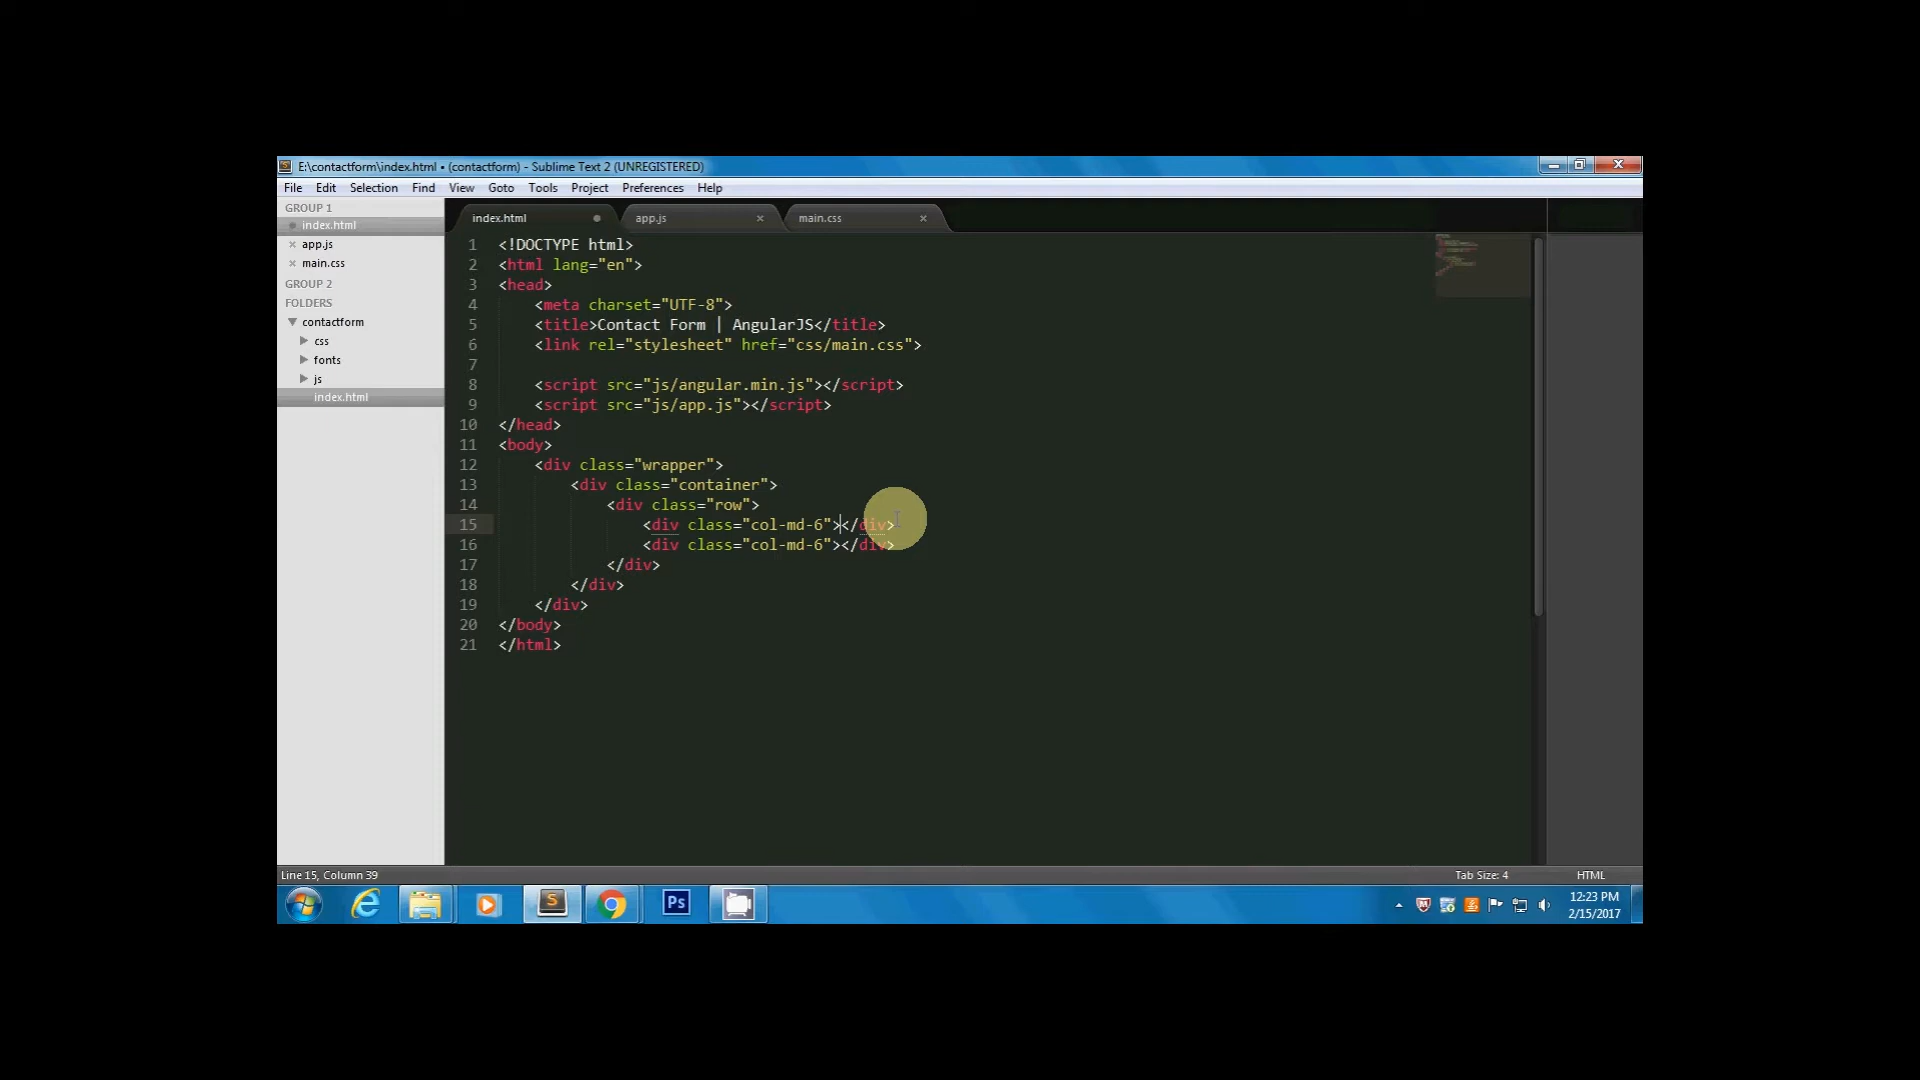 E:\contactform\index.html • (contactform) - Sublime Text 2 (UNREGISTERED)
File Edit Selection Find View Goto Tools Project Preferences Help
GROUP 1
index.html
app.js
main.css
GROUP 2
FOLDERS
contactform
css
fonts
js
index.html
index.html app.js main.css
1 <!DOCTYPE html>
2 <html lang="en">
3 <head>
4 <meta charset="UTF-8">
5 <title>Contact Form | AngularJS</title>
6 <link rel="stylesheet" href="css/main.css">
7
8 <script src="js/angular.min.js"></script>
9 <script src="js/app.js"></script>
10 </head>
11 <body>
12 <div class="wrapper">
13 <div class="container">
14 <div class="row">
15 <div class="col-md-6"></div>
16 <div class="col-md-6"></div>
17 </div>
18 </div>
19 </div>
20 </body>
21 </html>
Line 15, Column 39 Tab Size: 4 HTML
Ps
12:23 PM
2/15/2017